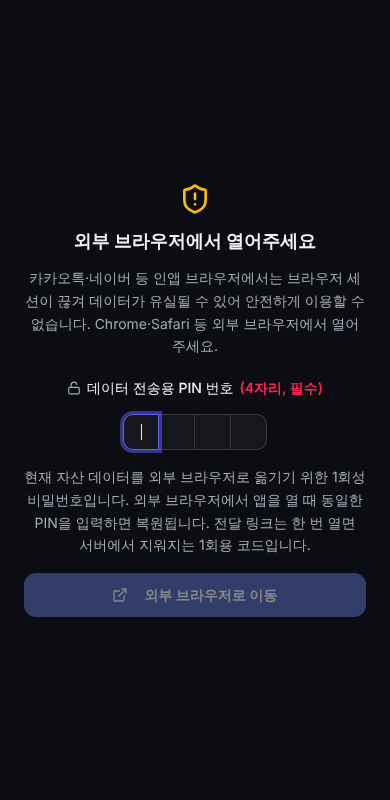 외부 브라우저에서 열어주세요
카카오톡·네이버 등 인앱 브라우저에서는 브라우저 세
션이 끊겨 데이터가 유실될 수 있어 안전하게 이용할 수
없습니다. Chrome·Safari 등 외부 브라우저에서 열어
주세요.
데이터 전송용 PIN 번호 (4자리, 필수)
현재 자산 데이터를 외부 브라우저로 옮기기 위한 1회성
비밀번호입니다. 외부 브라우저에서 앱을 열 때 동일한
PIN을 입력하면 복원됩니다. 전달 링크는 한 번 열면
서버에서 지워지는 1회용 코드입니다.
외부 브라우저로 이동